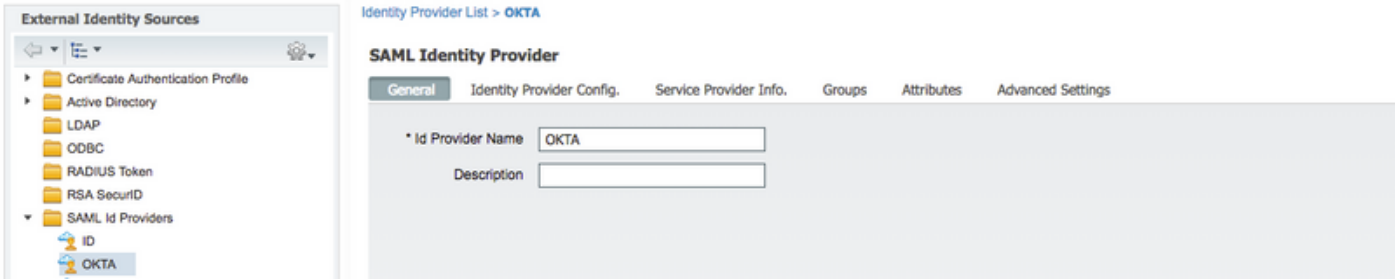 External Identity Sources
Certificate Authentication Profile
Active Directory
LDAP
ODBC
RADIUS Token
RSA SecurID
SAML Id Providers
ID
OKTA
Identity Provider List > OKTA
SAML Identity Provider
General Identity Provider Config. Service Provider Info. Groups Attributes Advanced Settings
* Id Provider Name OKTA
Description